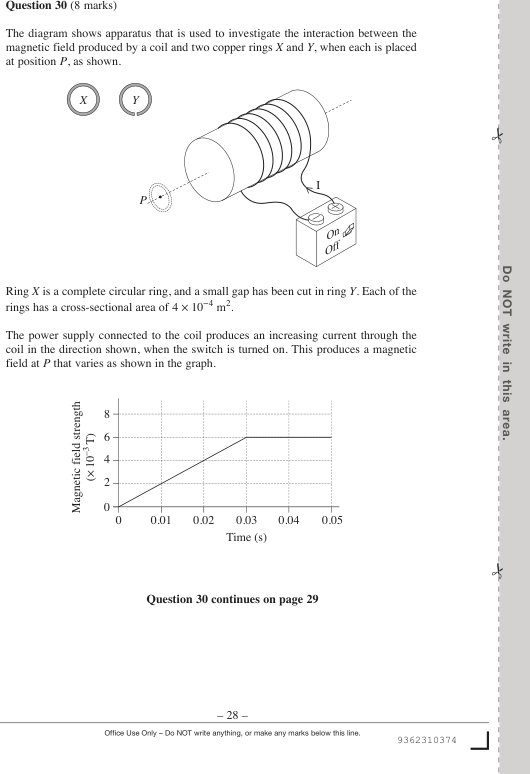 Question 30 (8 marks)
The diagram shows apparatus that is used to investigate the interaction between the
magnetic field produced by a coil and two copper rings X and Y, when each is placed
at position P, as shown.
X Y
P
I
On
Off
Ring X is a complete circular ring, and a small gap has been cut in ring Y. Each of the
rings has a cross-sectional area of 4 × 10⁻⁴ m².
The power supply connected to the coil produces an increasing current through the
coil in the direction shown, when the switch is turned on. This produces a magnetic
field at P that varies as shown in the graph.
Magnetic field strength
(× 10⁻³ T)
8
6
4
2
0
0 0.01 0.02 0.03 0.04 0.05
Time (s)
Question 30 continues on page 29
– 28 –
Office Use Only – Do NOT write anything, or make any marks below this line.
9362310374
Do NOT write in this area.